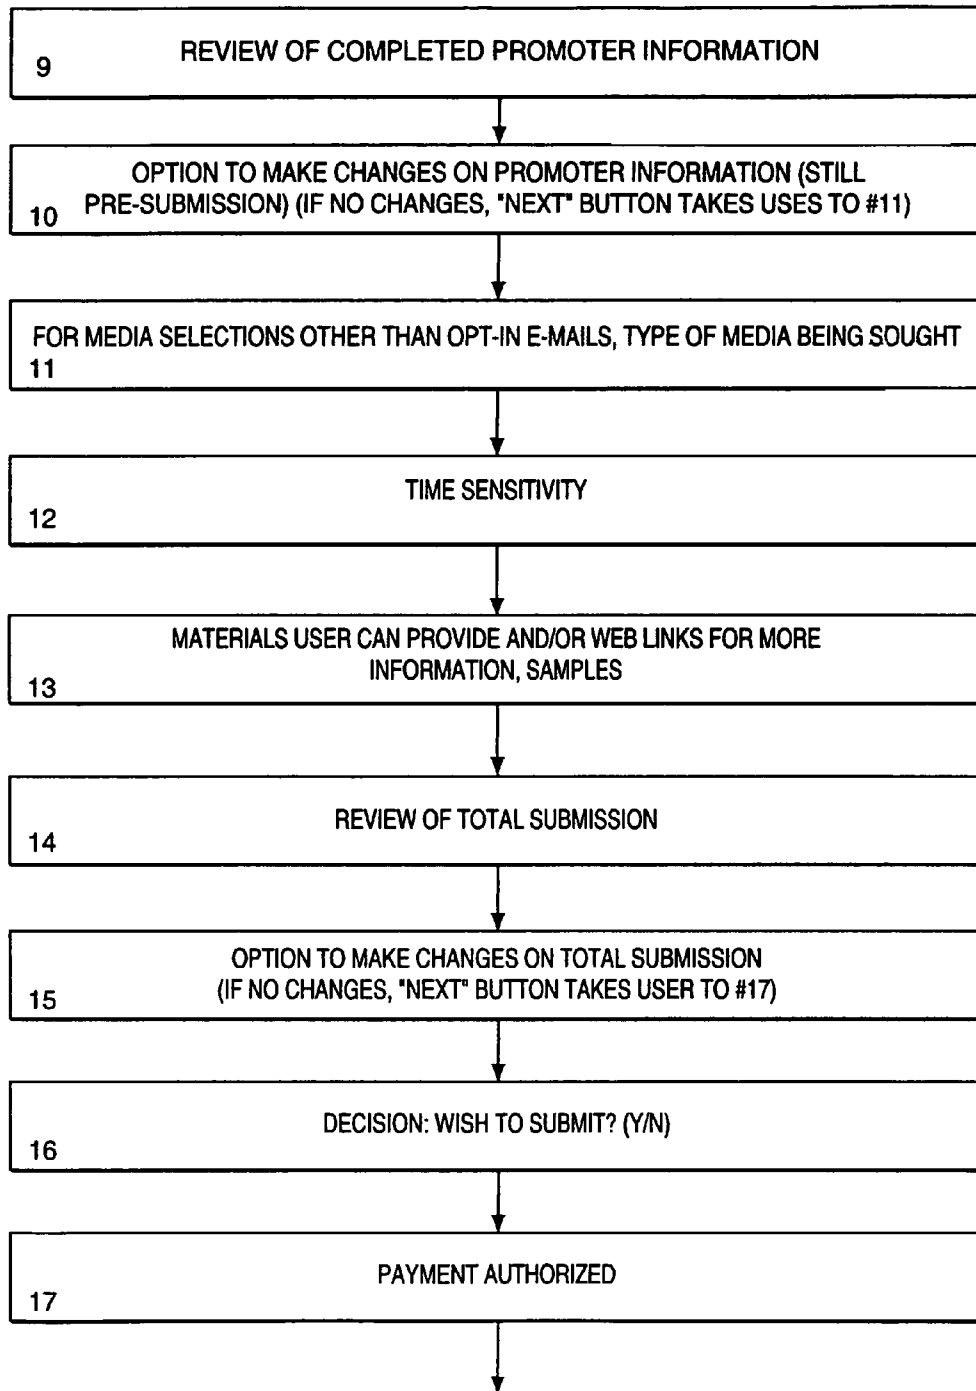 REVIEW OF COMPLETED PROMOTER INFORMATION
9
OPTION TO MAKE CHANGES ON PROMOTER INFORMATION (STILL
PRE-SUBMISSION) (IF NO CHANGES, "NEXT" BUTTON TAKES USES TO #11)
10
FOR MEDIA SELECTIONS OTHER THAN OPT-IN E-MAILS, TYPE OF MEDIA BEING SOUGHT
11
TIME SENSITIVITY
12
MATERIALS USER CAN PROVIDE AND/OR WEB LINKS FOR MORE
INFORMATION, SAMPLES
13
REVIEW OF TOTAL SUBMISSION
14
OPTION TO MAKE CHANGES ON TOTAL SUBMISSION
(IF NO CHANGES, "NEXT" BUTTON TAKES USER TO #17)
15
DECISION: WISH TO SUBMIT? (Y/N)
16
PAYMENT AUTHORIZED
17